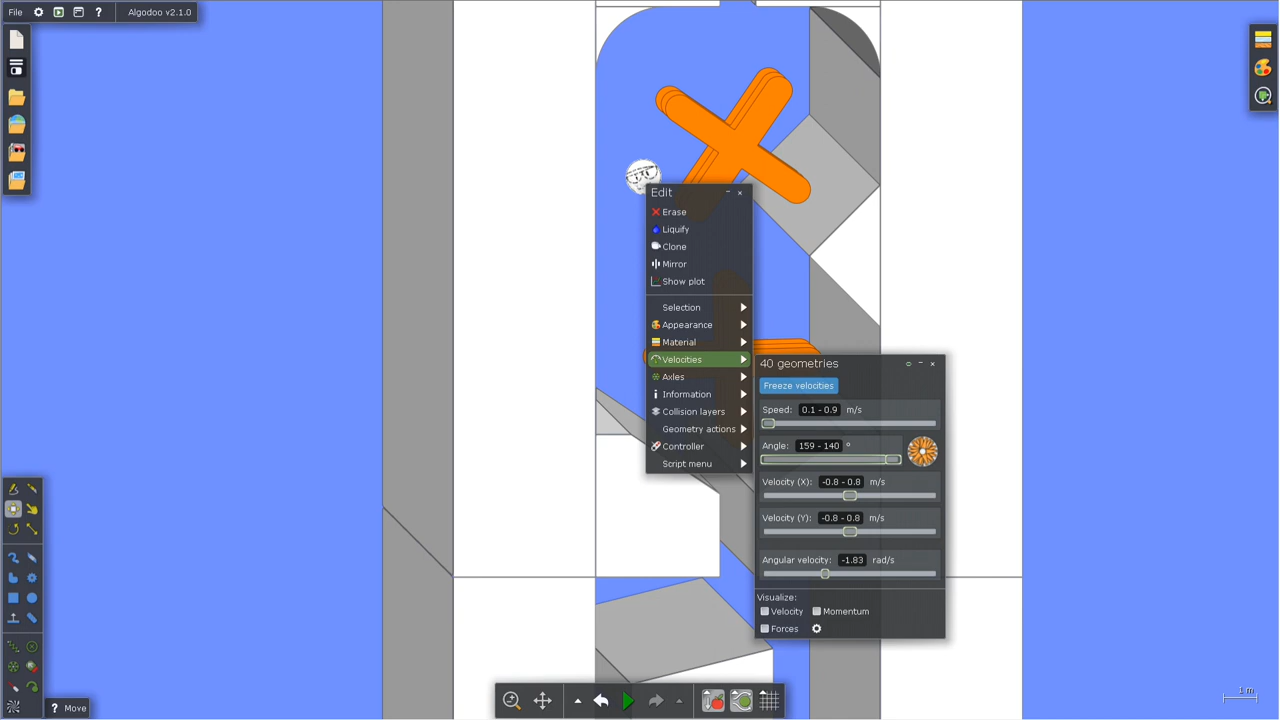 File
?
Algodoo v2.1.0
Edit
Erase
Liquify
Clone
Mirror
Show plot
Selection
Appearance
Material
Velocities
Axles
Information
Collision layers
Geometry actions
Controller
Script menu
40 geometries
Freeze velocities
Speed: 0.1 - 0.9 m/s
Angle: 159 - 140 °
Velocity (X): -0.8 - 0.8 m/s
Velocity (Y): -0.8 - 0.8 m/s
Angular velocity: -1.83 rad/s
Visualize:
Velocity
Momentum
Forces
? Move
1 m